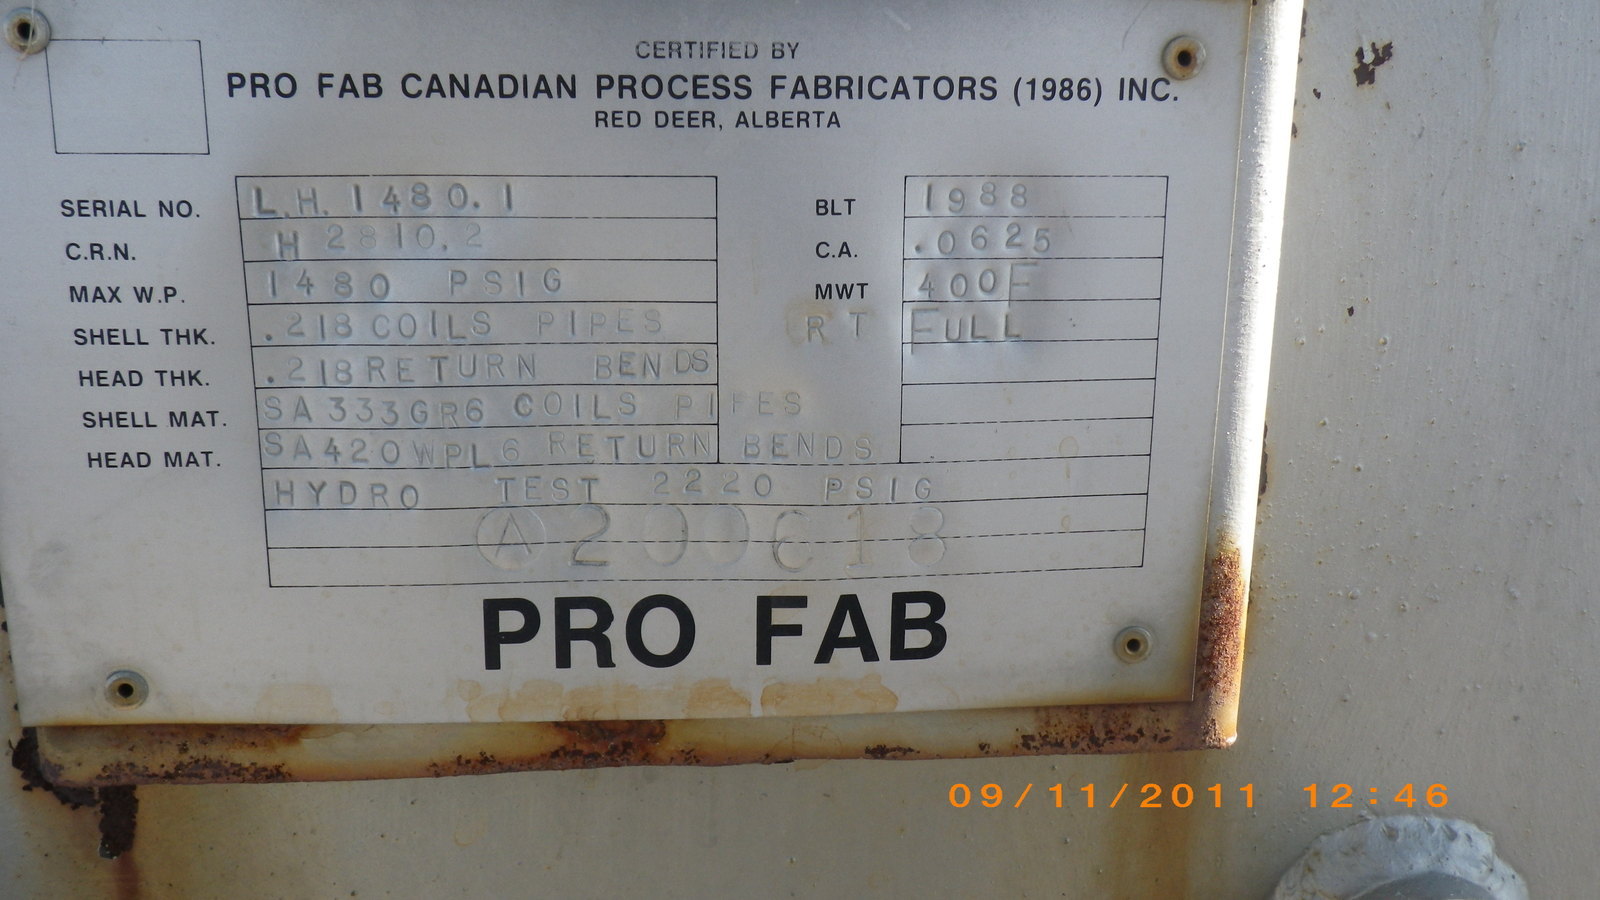 CERTIFIED BY
PRO FAB CANADIAN PROCESS FABRICATORS (1986) INC.
RED DEER, ALBERTA
SERIAL NO. L.H. 1480.1 BLT 1988
C.R.N. H 2810.2 C.A. .0625
MAX W.P. 1480 PSIG MWT 400F
SHELL THK. .218 COILS PIPES RT FULL
HEAD THK. .218 RETURN BENDS
SHELL MAT. SA333GR6 COILS PIPES
HEAD MAT. SA420WPL6 RETURN BENDS
HYDRO TEST 2220 PSIG
Ⓐ 200618
PRO FAB
09/11/2011 12:46